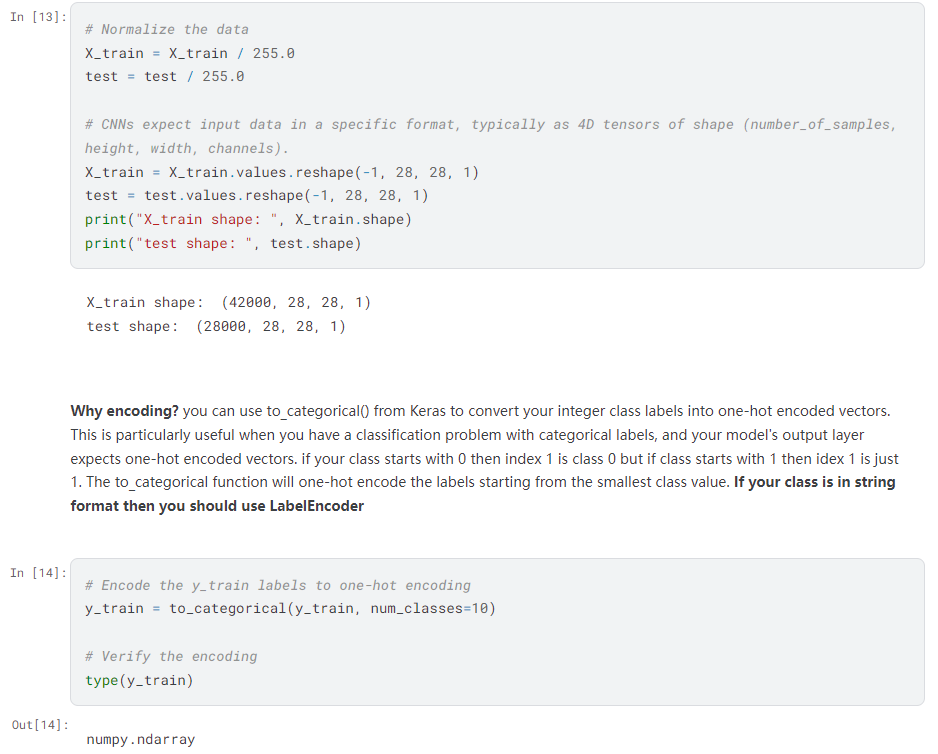 In [13]:
# Normalize the data
X_train = X_train / 255.0
test = test / 255.0
# CNNs expect input data in a specific format, typically as 4D tensors of shape (number_of_samples,
height, width, channels).
X_train = X_train.values.reshape(-1, 28, 28, 1)
test = test.values.reshape(-1, 28, 28, 1)
print("X_train shape: ", X_train.shape)
print("test shape: ", test.shape)
X_train shape:  (42000, 28, 28, 1)
test shape:  (28000, 28, 28, 1)
Why encoding? you can use to_categorical() from Keras to convert your integer class labels into one-hot encoded vectors.
This is particularly useful when you have a classification problem with categorical labels, and your model's output layer
expects one-hot encoded vectors. if your class starts with 0 then index 1 is class 0 but if class starts with 1 then idex 1 is just
1. The to_categorical function will one-hot encode the labels starting from the smallest class value. If your class is in string
format then you should use LabelEncoder
In [14]:
# Encode the y_train labels to one-hot encoding
y_train = to_categorical(y_train, num_classes=10)
# Verify the encoding
type(y_train)
Out[14]:
numpy.ndarray